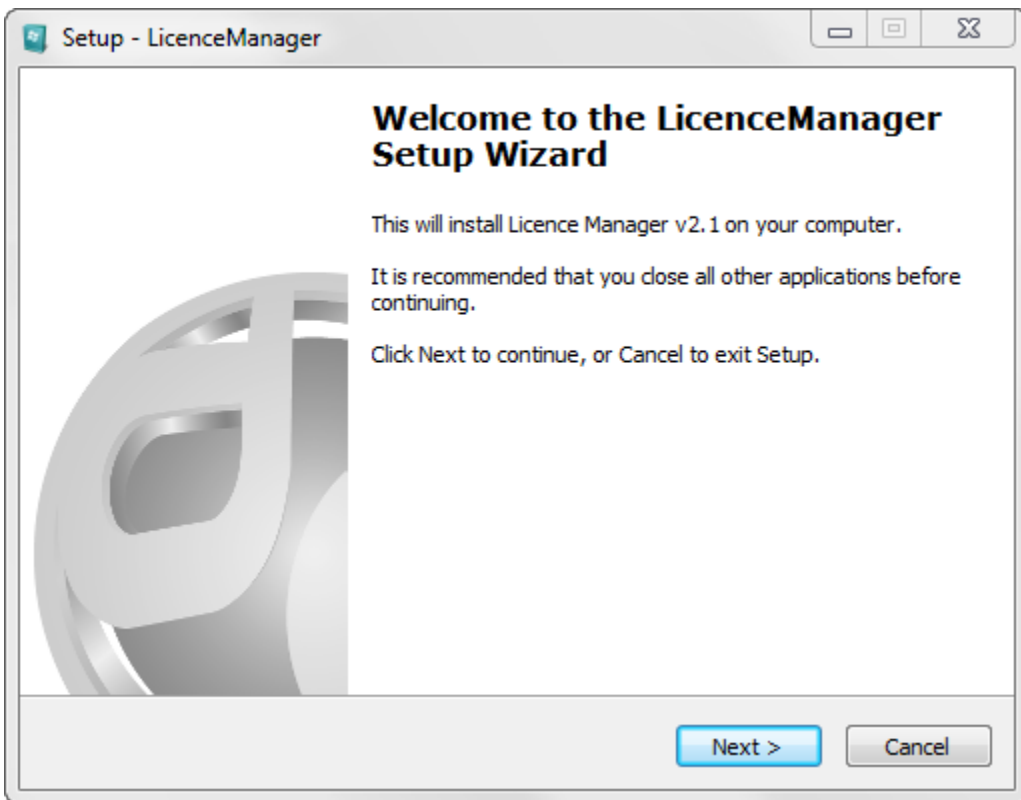 Setup - LicenceManager
Welcome to the LicenceManager
Setup Wizard
This will install Licence Manager v2.1 on your computer.
It is recommended that you close all other applications before
continuing.
Click Next to continue, or Cancel to exit Setup.
Next >
Cancel